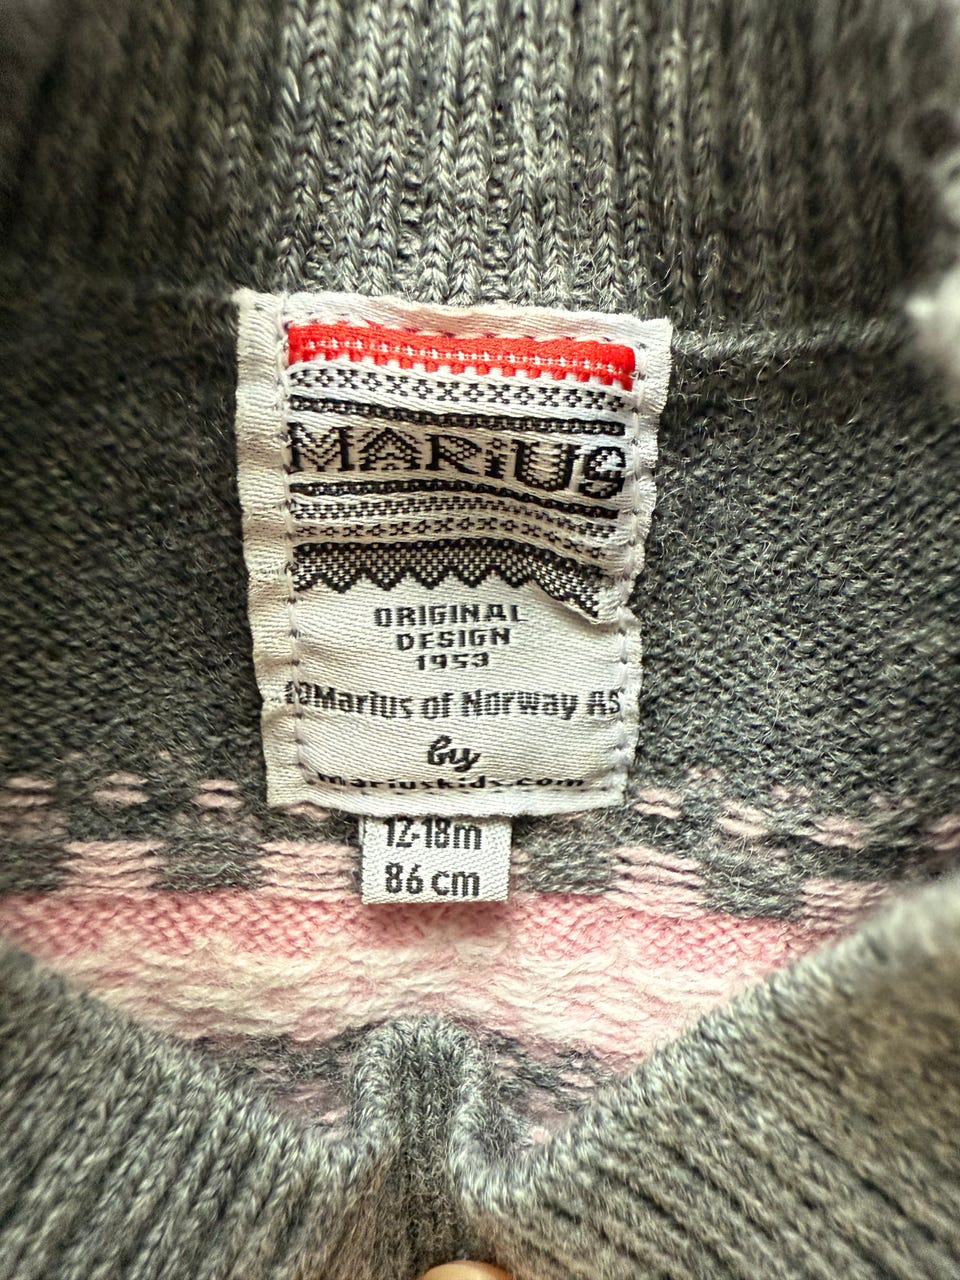 MARiUS
ORIGINAL
DESIGN
1953
Marius of Norway AS
by
mariuskids.com
12-18m
86 cm